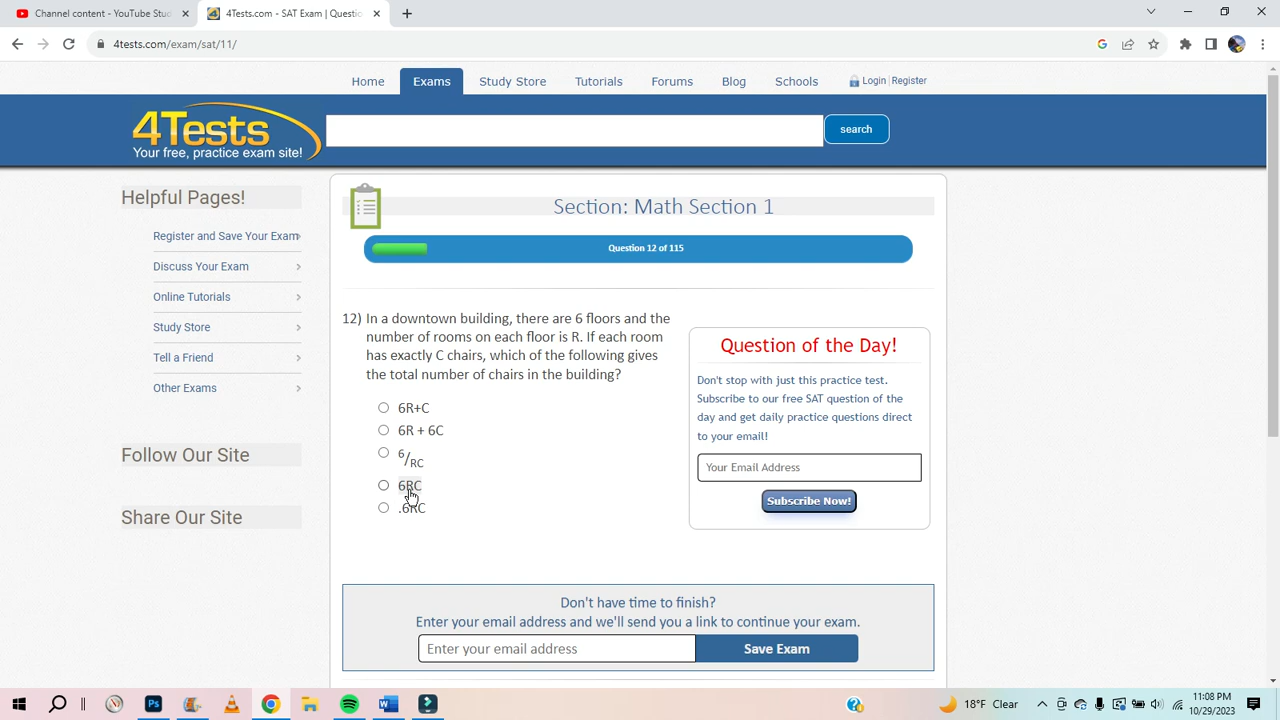 Channel content - YouTube Stud
4Tests.com - SAT Exam | Questio
4tests.com/exam/sat/11/
Home
Exams
Study Store
Tutorials
Forums
Blog
Schools
Login
Register
4Tests
Your free, practice exam site!
search
Helpful Pages!
Register and Save Your Exam
Discuss Your Exam
Online Tutorials
Study Store
Tell a Friend
Other Exams
Follow Our Site
Share Our Site
Section: Math Section 1
Question 12 of 115
12) In a downtown building, there are 6 floors and the
number of rooms on each floor is R. If each room
has exactly C chairs, which of the following gives
the total number of chairs in the building?
6R+C
6R + 6C
6/RC
6RC
.6RC
Question of the Day!
Don't stop with just this practice test.
Subscribe to our free SAT question of the
day and get daily practice questions direct
to your email!
Your Email Address
Subscribe Now!
Don't have time to finish?
Enter your email address and we'll send you a link to continue your exam.
Enter your email address
Save Exam
18°F Clear
11:08 PM
10/29/2023